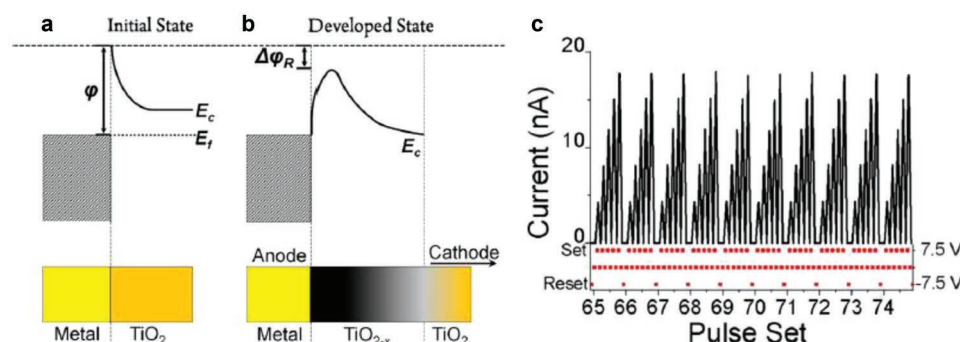 a Initial State
φ
Ec
Ef
Metal TiO2
b Developed State
ΔφR
Ec
Anode Cathode
Metal TiO2-x TiO2
c
Current (nA)
20
10
0
Set 7.5 V
Reset -7.5 V
65 66 67 68 69 70 71 72 73 74
Pulse Set